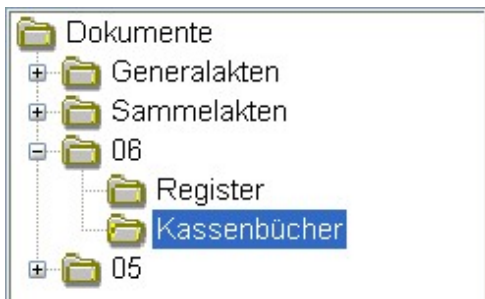 Dokumente
Generalakten
Sammelakten
06
Register
Kassenbücher
05